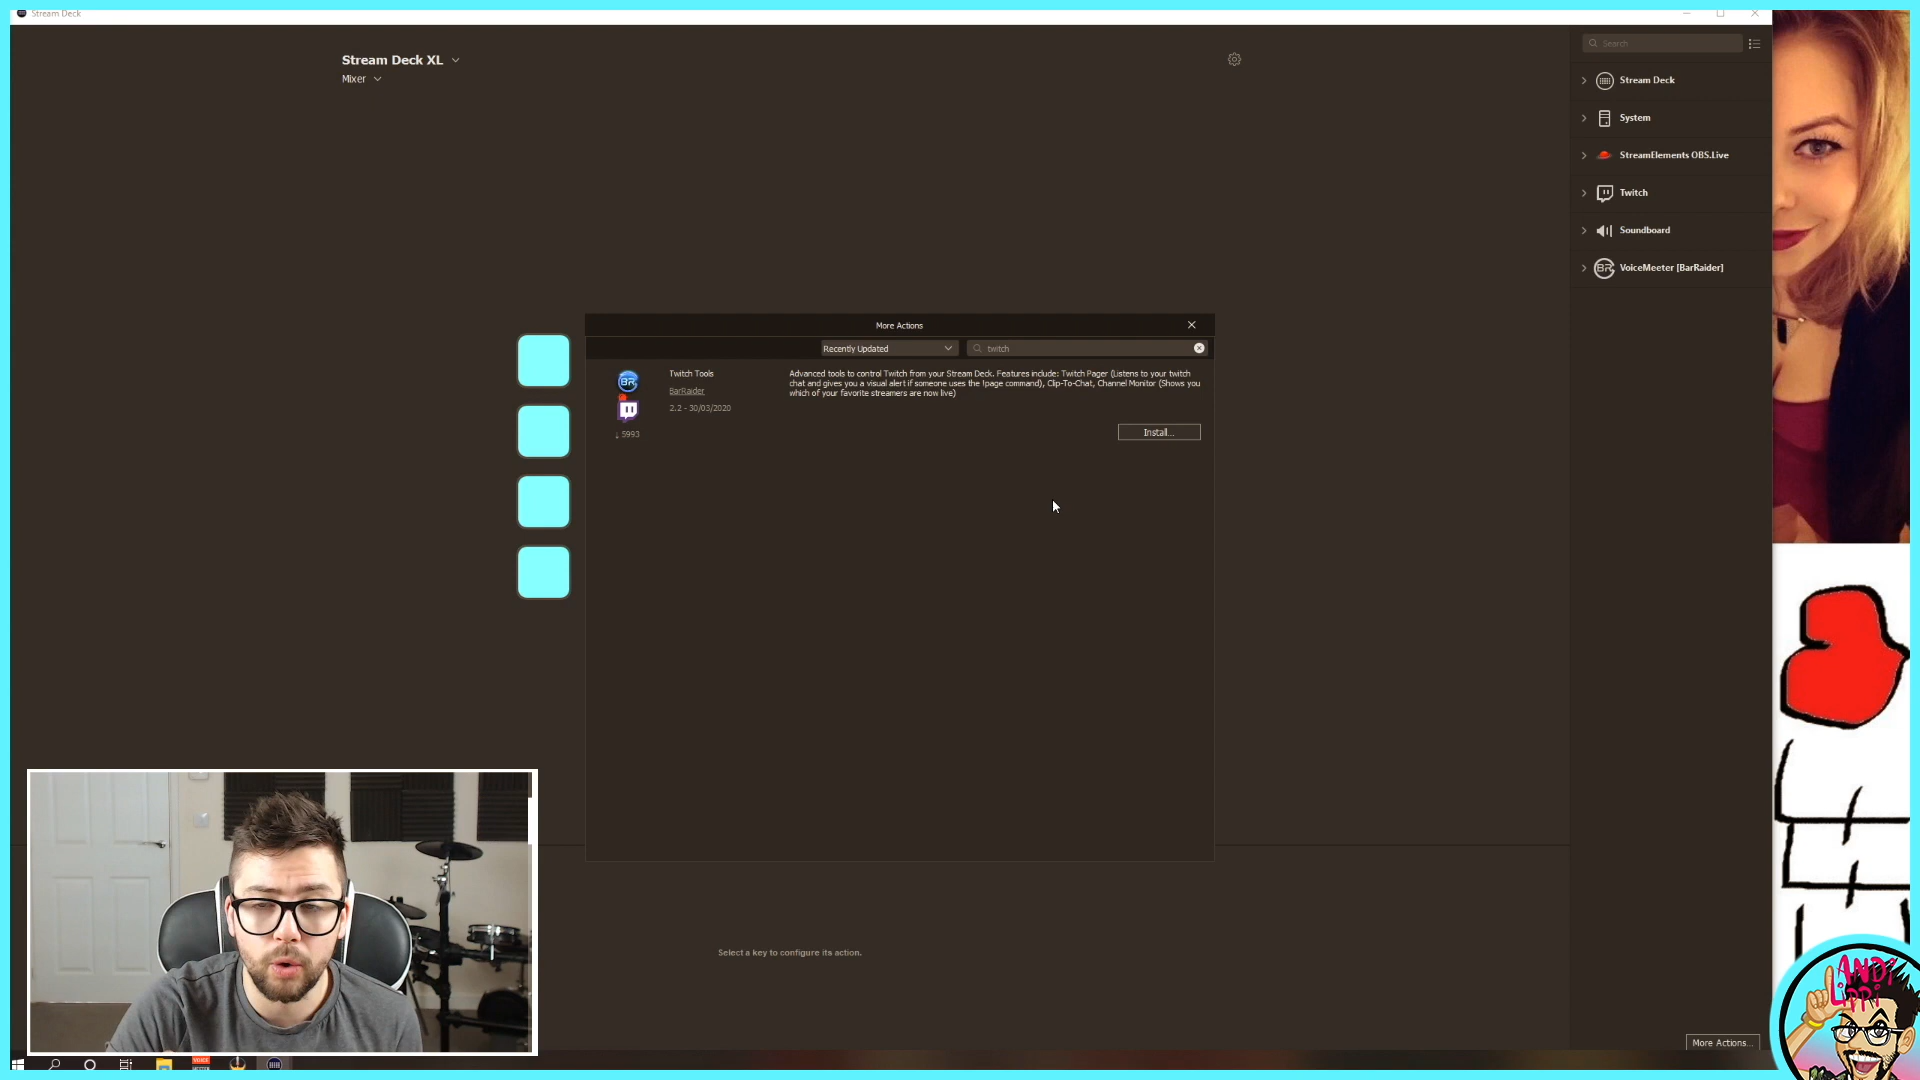 Stream Deck
Stream Deck XL
Mixer
Search
Stream Deck
System
StreamElements OBS.Live
Twitch
Soundboard
VoiceMeeter [BarRaider]
More Actions
Recently Updated
twitch
Twitch Tools
BarRaider
2.2 - 30/03/2020
↓ 5993
Advanced tools to control Twitch from your Stream Deck. Features include: Twitch Pager (Listens to your twitch
chat and gives you a visual alert if someone uses the !page command), Clip-To-Chat, Channel Monitor (Shows you
which of your favorite streamers are now live)
Install...
Select a key to configure its action.
More Actions...
ANDI
LIPPI
VOICE